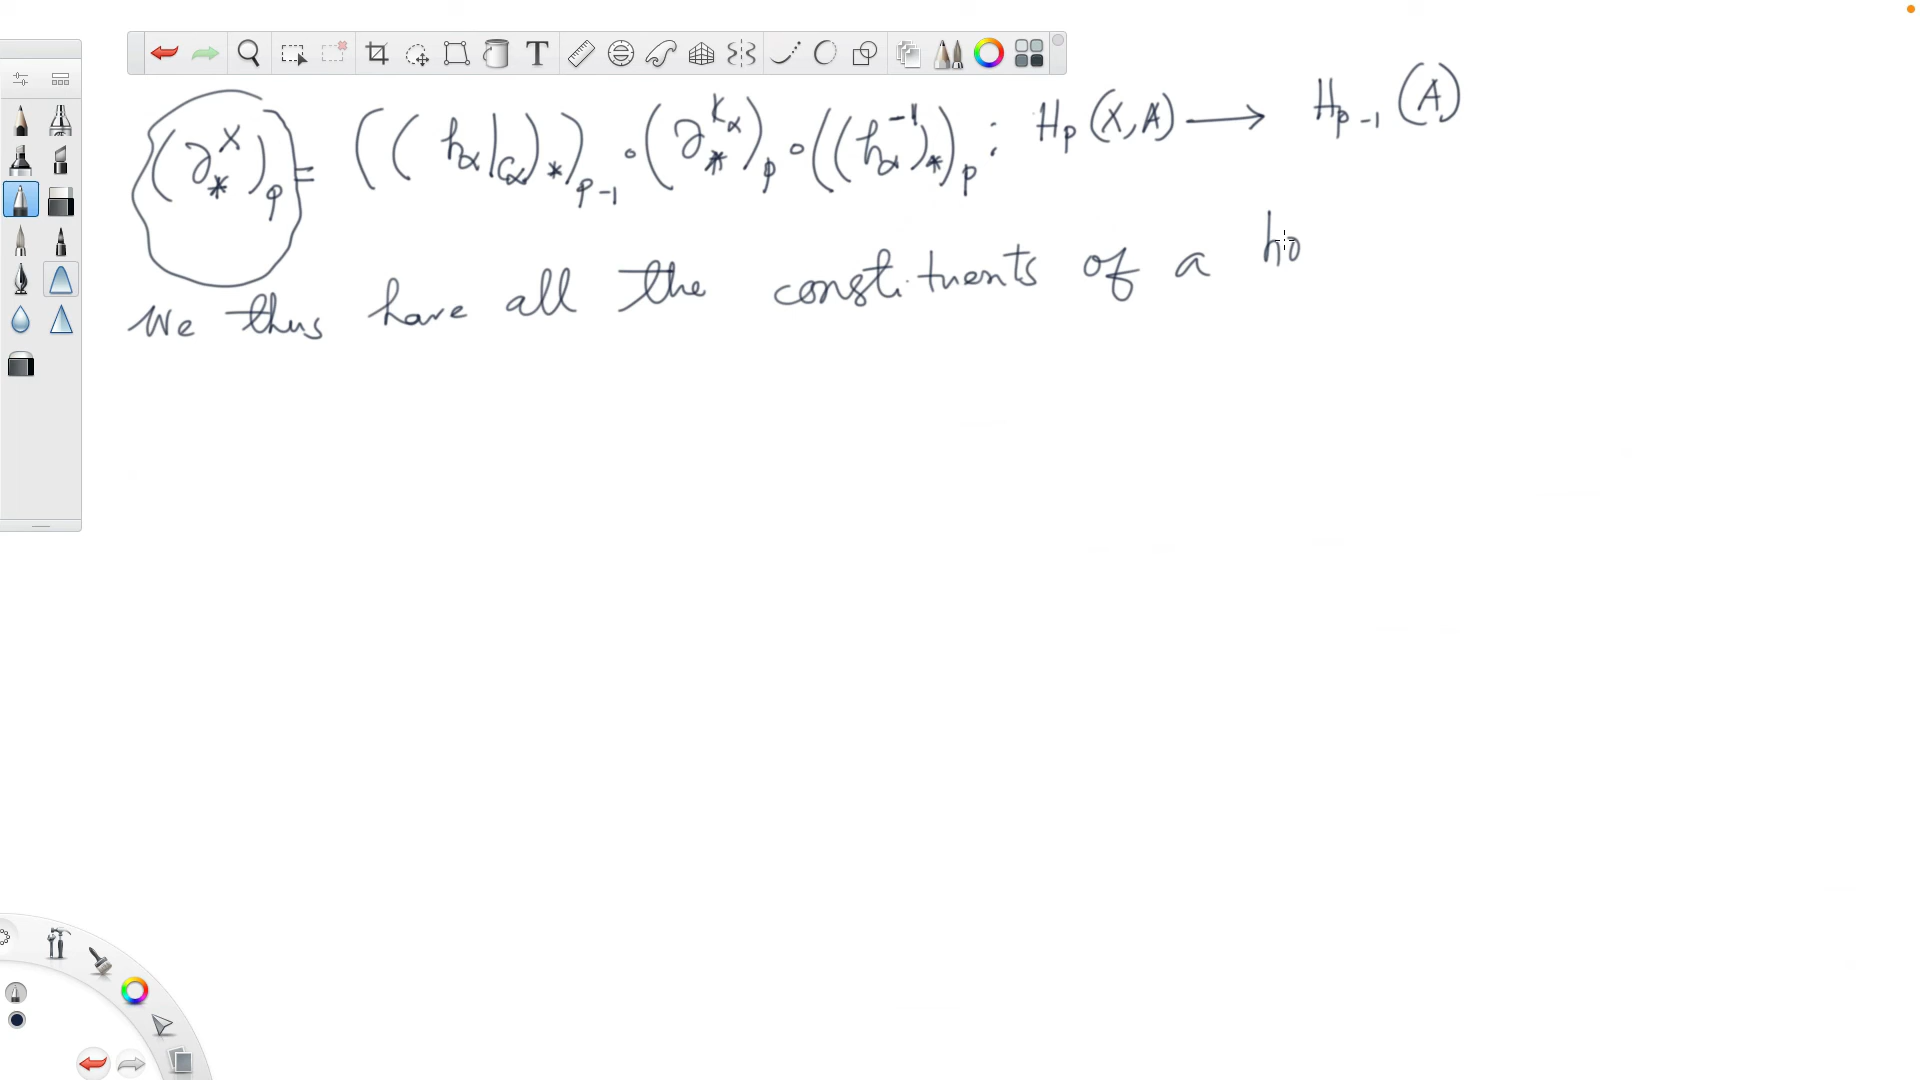 (∂_*^X)_p = ((h_α|_{C_α})_*)_{p-1} ∘ (∂_*^{K_α})_p ∘ ((h_α^{-1})_*)_p : H_p(X,A) ⟶ H_{p-1}(A)
We thus have all the constituents of a ho